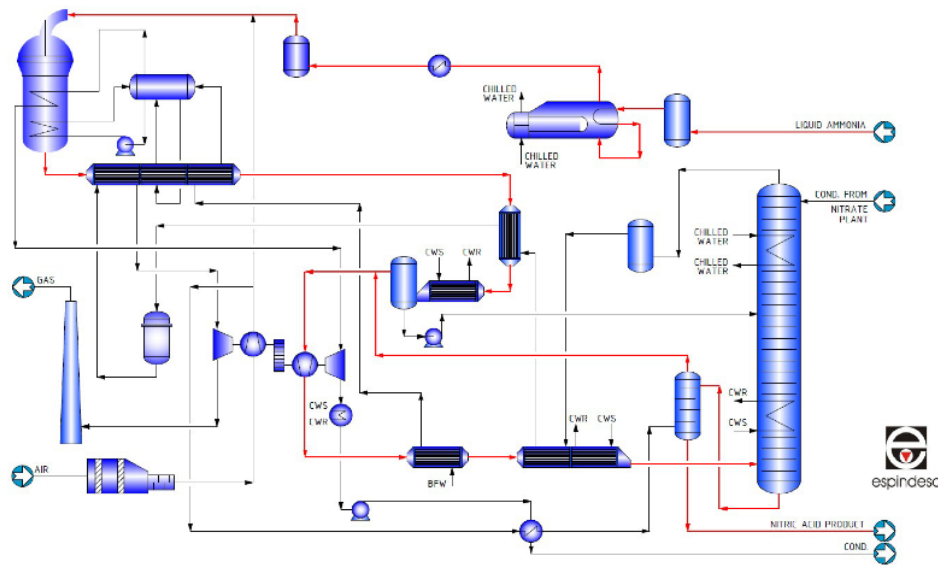 CHILLED
WATER
LIQUID AMMONIA
CHILLED
WATER
COND. FROM
NITRATE
PLANT
CHILLED
WATER
CHILLED
WATER
CWS
CWR
GAS
CWS
CWR
CWR
CWS
CWR
CWS
BFW
AIR
espindesa
NITRIC ACID PRODUCT
COND.